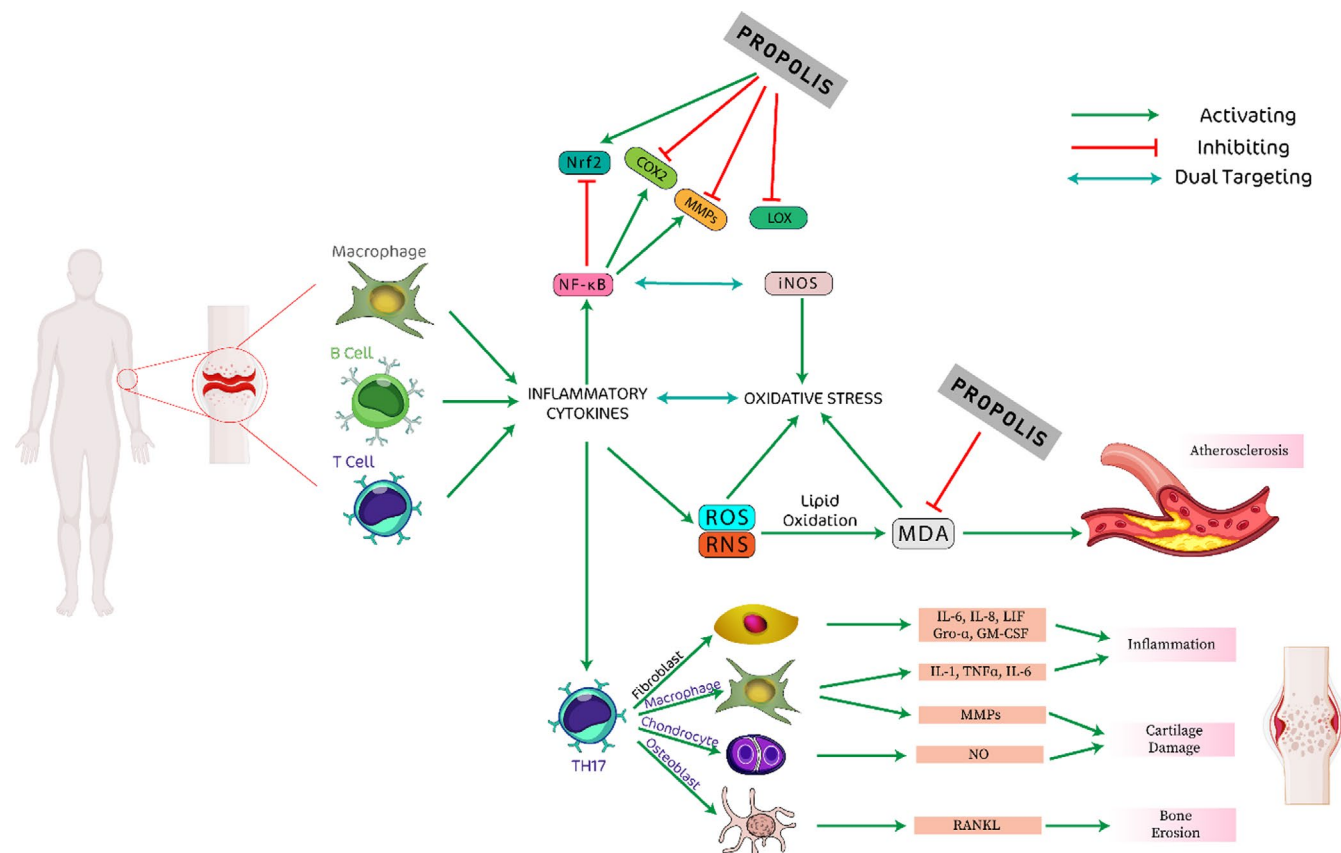 PROPOLIS
Activating
Inhibiting
Dual Targeting
Nrf2
COX2
MMPs
LOX
Macrophage
NF-κB
iNOS
B Cell
INFLAMMATORY
CYTOKINES
OXIDATIVE STRESS
PROPOLIS
Atherosclerosis
T Cell
ROS
RNS
Lipid
Oxidation
MDA
Fibroblast
Macrophage
Chondrocyte
Osteoblast
TH17
IL-6, IL-8, LIF
Gro-α, GM-CSF
Inflammation
IL-1, TNFα, IL-6
MMPs
Cartilage
Damage
NO
RANKL
Bone
Erosion